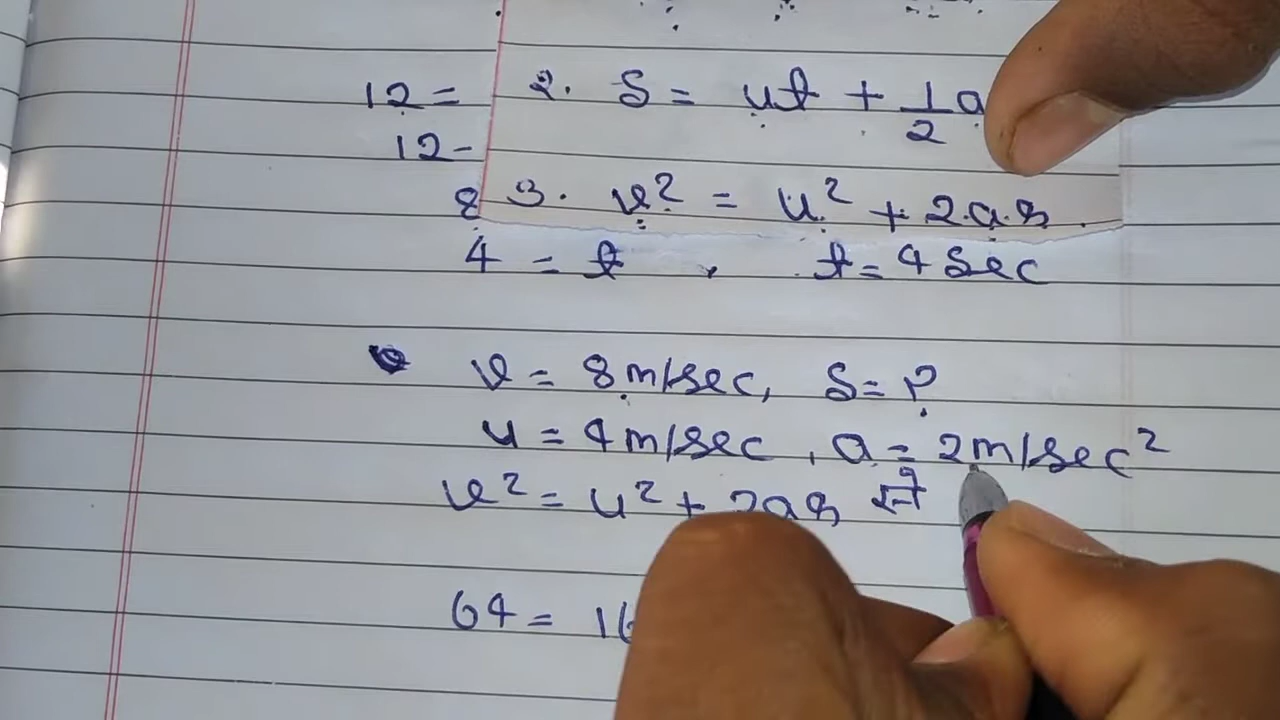 12 = 2. S = ut + 1/2 a
12 -
8 3. v² = u² + 2.a.s
4 = t , t = 4 Sec
v = 8 m/sec, S = ?
u = 4 m/sec , a = 2 m/sec²
v² = u² + 2as से
64 = 16